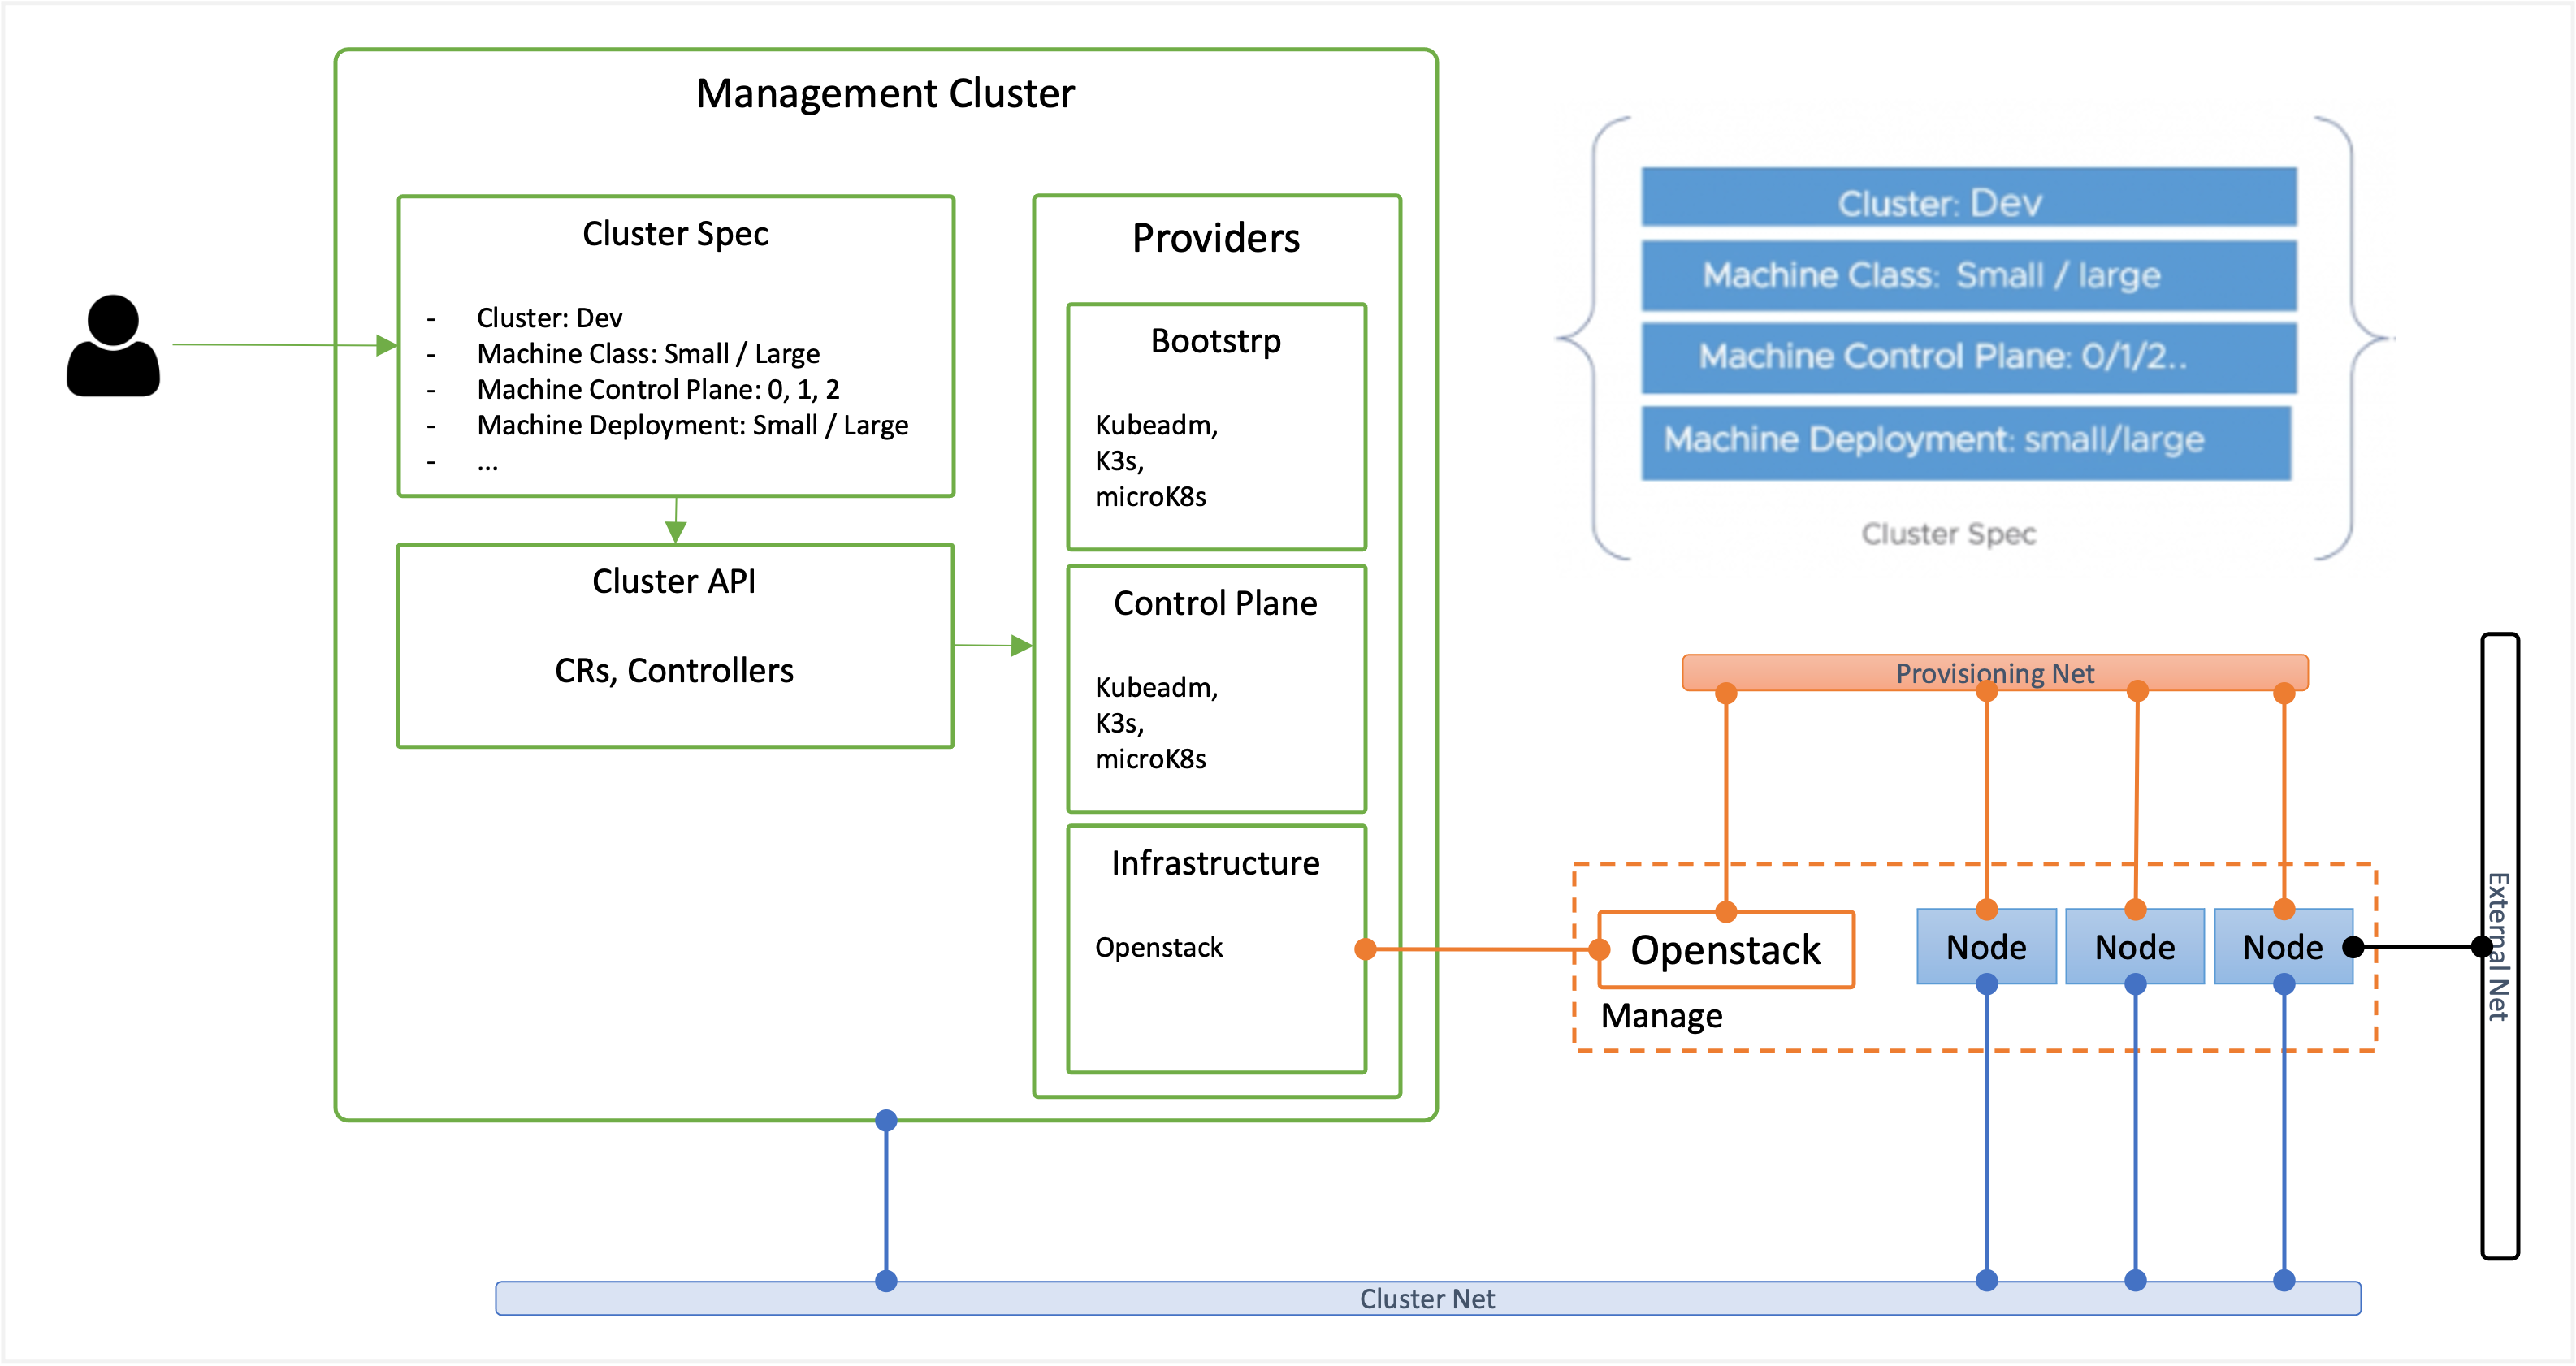 Management Cluster
Cluster Spec
- Cluster: Dev
- Machine Class: Small / Large
- Machine Control Plane: 0, 1, 2
- Machine Deployment: Small / Large
- ...
Cluster API
CRs, Controllers
Providers
Bootstrp
Kubeadm,
K3s,
microK8s
Control Plane
Kubeadm,
K3s,
microK8s
Infrastructure
Openstack
Cluster: Dev
Machine Class: Small / large
Machine Control Plane: 0/1/2..
Machine Deployment: small/large
Cluster Spec
Provisioning Net
Openstack
Manage
Node
Node
Node
External Net
Cluster Net